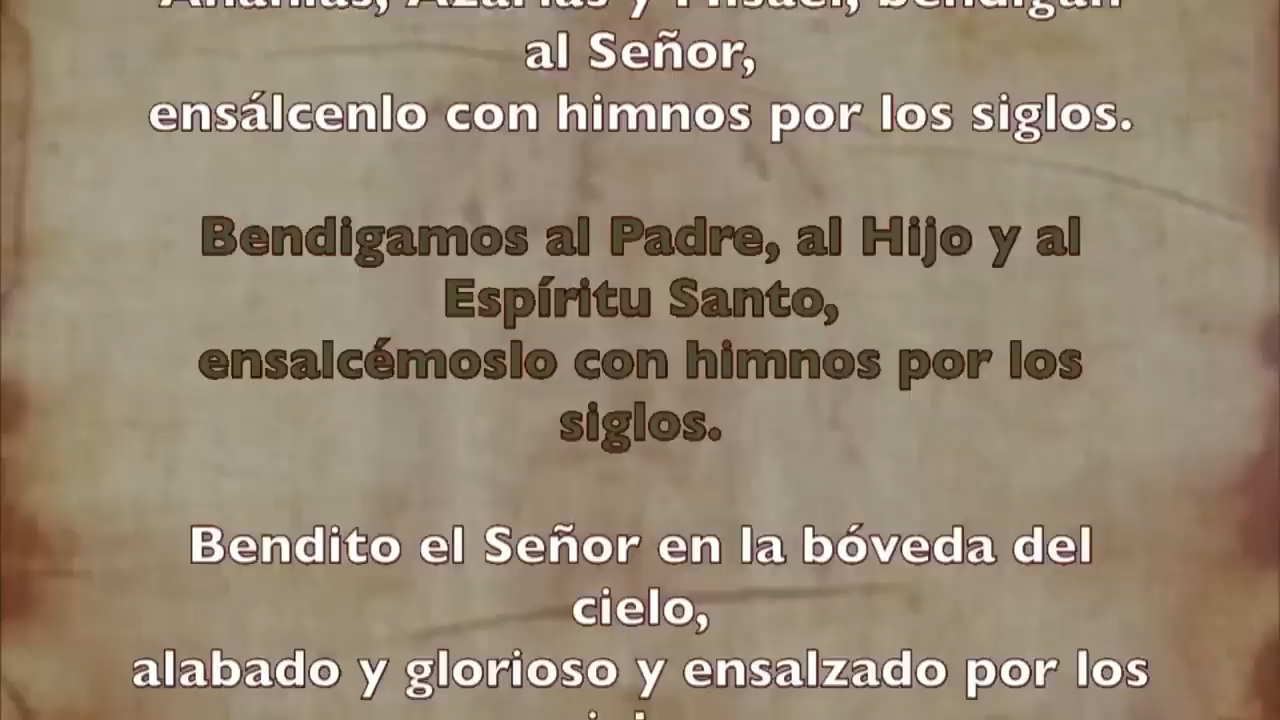 Ananías, Azarías y Misael, bendigan
al Señor,
ensálcenlo con himnos por los siglos.
Bendigamos al Padre, al Hijo y al
Espíritu Santo,
ensalcémoslo con himnos por los
siglos.
Bendito el Señor en la bóveda del
cielo,
alabado y glorioso y ensalzado por los